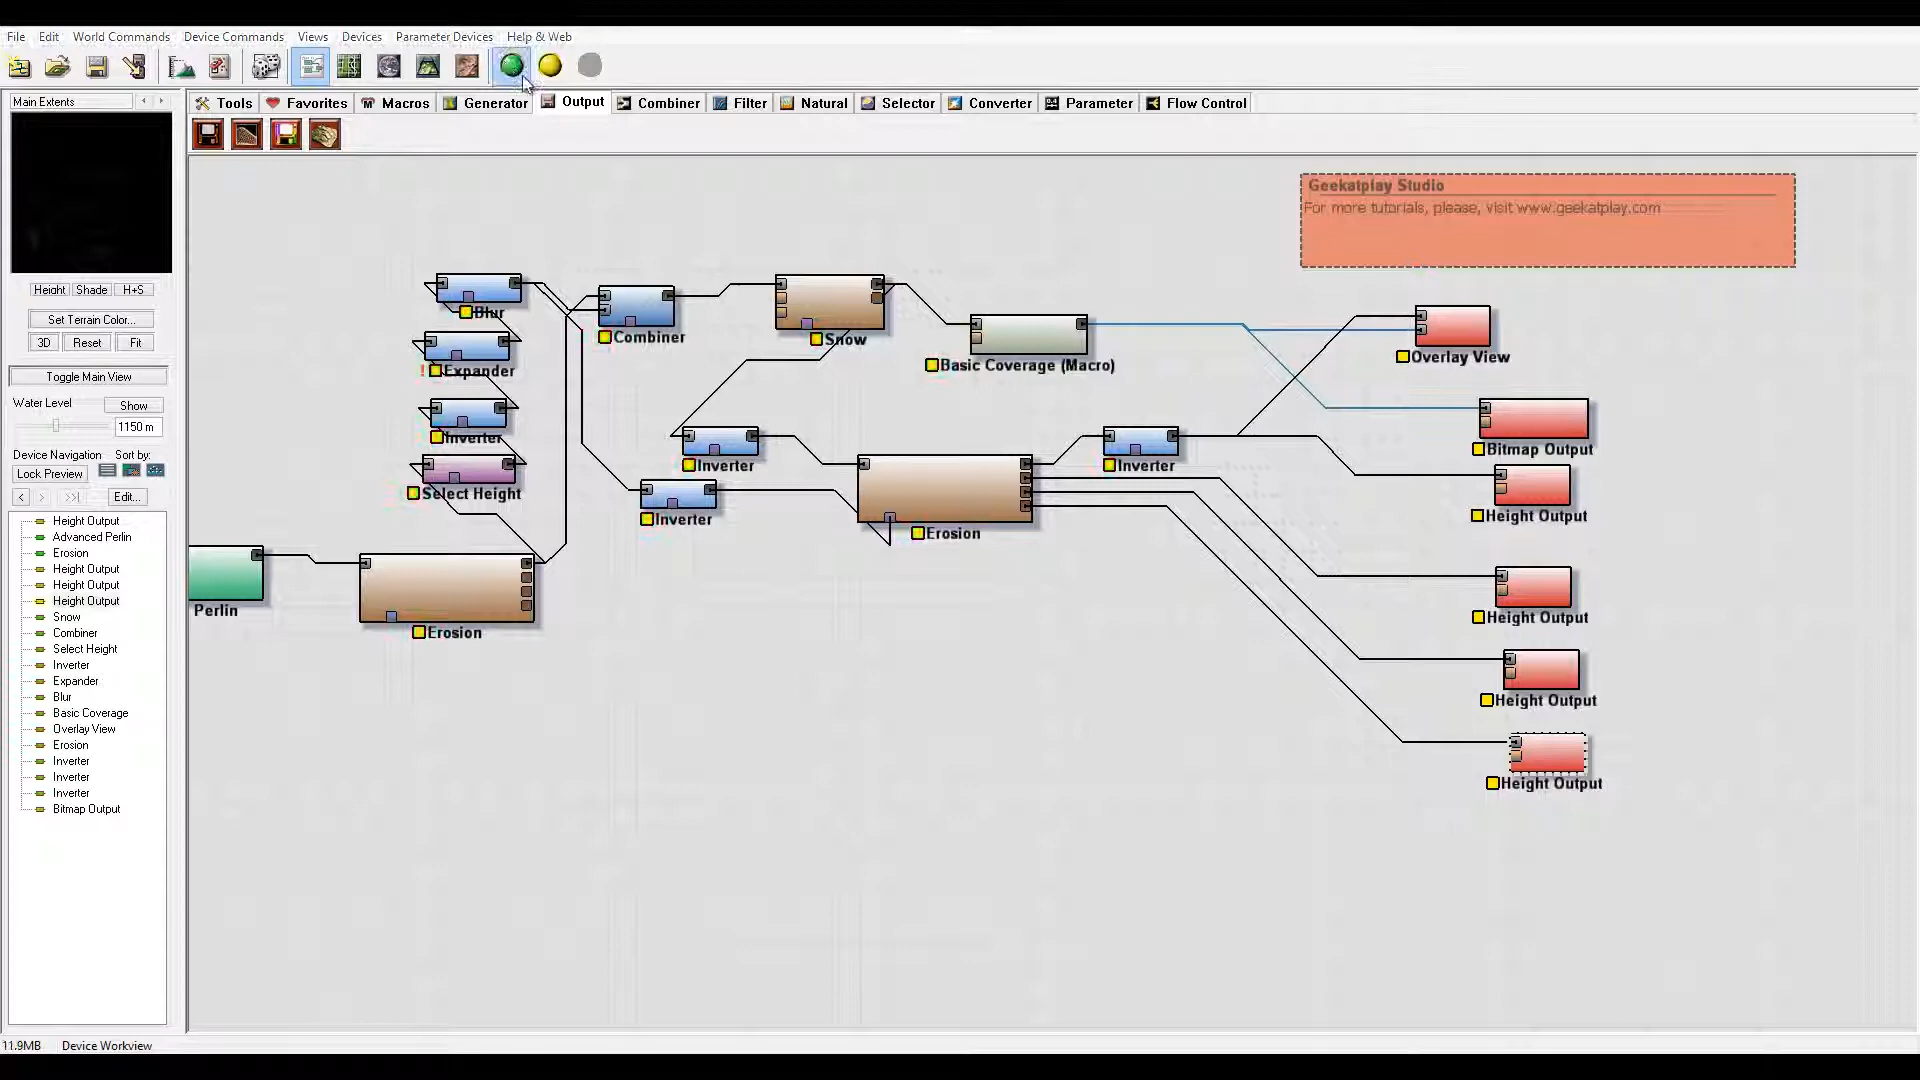 File Edit World Commands Device Commands Views Devices Parameter Devices Help & Web
Main Extents
Tools Favorites Macros Generator Output Combiner Filter Natural Selector Converter Parameter Flow Control
Height Shade H+S
Set Terrain Color...
3D Reset Fit
Toggle Main View
Water Level Show
1150 m
Device Navigation Sort by:
Lock Preview
< > >>| Edit...
Height Output
Advanced Perlin
Erosion
Height Output
Height Output
Height Output
Snow
Combiner
Select Height
Inverter
Expander
Blur
Basic Coverage
Overlay View
Erosion
Inverter
Inverter
Inverter
Bitmap Output
Geekatplay Studio
For more tutorials, please, visit www.geekatplay.com
Blur
Combiner
Snow
Basic Coverage (Macro)
Overlay View
! Expander
Inverter
Bitmap Output
Inverter
Inverter
Select Height
Height Output
Inverter
Erosion
Perlin
Height Output
Erosion
Height Output
Height Output
11.9MB Device Workview